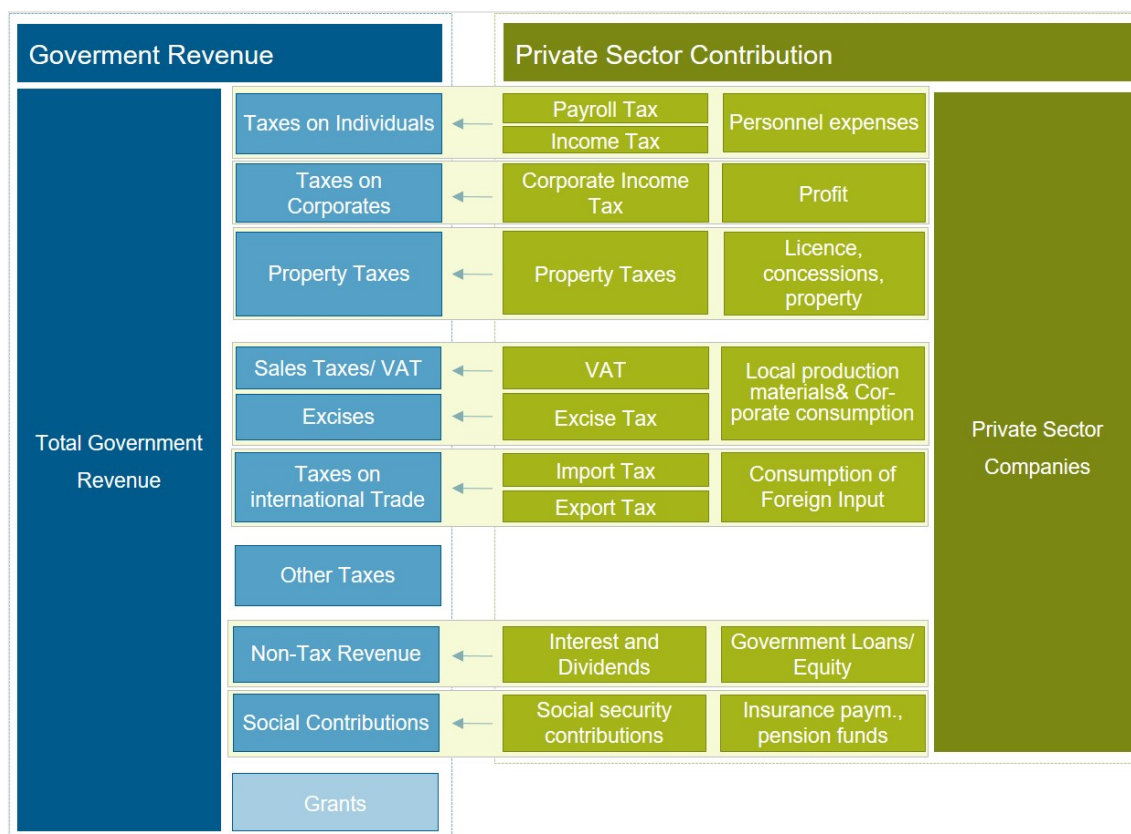 Goverment Revenue
Private Sector Contribution
Total Government
Revenue
Taxes on Individuals
Payroll Tax
Income Tax
Personnel expenses
Taxes on
Corporates
Corporate Income
Tax
Profit
Property Taxes
Property Taxes
Licence,
concessions,
property
Sales Taxes/ VAT
VAT
Excises
Excise Tax
Local production
materials& Cor-
porate consumption
Taxes on
international Trade
Import Tax
Export Tax
Consumption of
Foreign Input
Other Taxes
Non-Tax Revenue
Interest and
Dividends
Government Loans/
Equity
Social Contributions
Social security
contributions
Insurance paym.,
pension funds
Grants
Private Sector
Companies